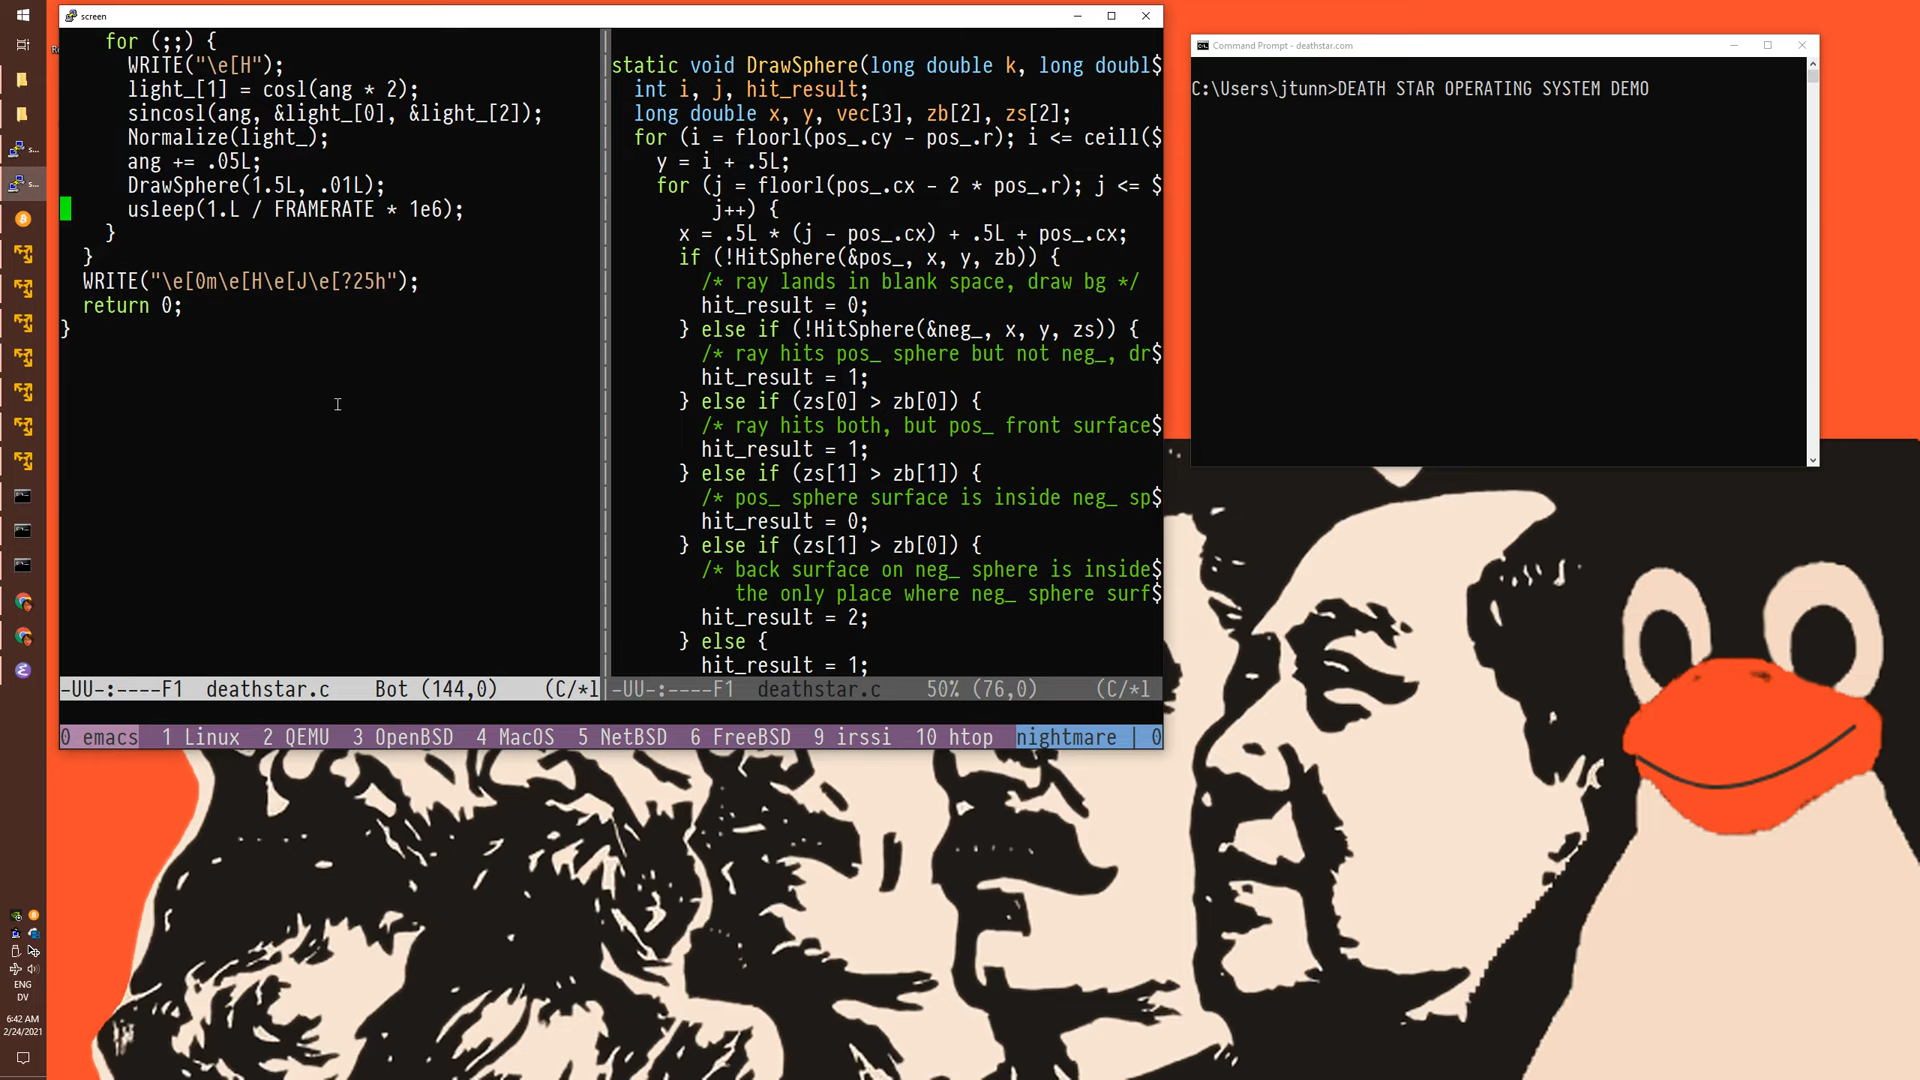 screen
for (;;) {
WRITE("\e[H");
light_[1] = cosl(ang * 2);
sincosl(ang, &light_[0], &light_[2]);
Normalize(light_);
ang += .05L;
DrawSphere(1.5L, .01L);
usleep(1.L / FRAMERATE * 1e6);
}
}
WRITE("\e[0m\e[H\e[J\e[?25h");
return 0;
}
-UU-:----F1 deathstar.c Bot (144,0) (C/*l
static void DrawSphere(long double k, long doubl$
int i, j, hit_result;
long double x, y, vec[3], zb[2], zs[2];
for (i = floorl(pos_.cy - pos_.r); i <= ceill($
y = i + .5L;
for (j = floorl(pos_.cx - 2 * pos_.r); j <= $
j++) {
x = .5L * (j - pos_.cx) + .5L + pos_.cx;
if (!HitSphere(&pos_, x, y, zb)) {
/* ray lands in blank space, draw bg */
hit_result = 0;
} else if (!HitSphere(&neg_, x, y, zs)) {
/* ray hits pos_ sphere but not neg_, dr$
hit_result = 1;
} else if (zs[0] > zb[0]) {
/* ray hits both, but pos_ front surface$
hit_result = 1;
} else if (zs[1] > zb[1]) {
/* pos_ sphere surface is inside neg_ sp$
hit_result = 0;
} else if (zs[1] > zb[0]) {
/* back surface on neg_ sphere is inside$
the only place where neg_ sphere surf$
hit_result = 2;
} else {
hit_result = 1;
-UU-:----F1 deathstar.c 50% (76,0) (C/*l
0 emacs 1 Linux 2 QEMU 3 OpenBSD 4 MacOS 5 NetBSD 6 FreeBSD 9 irssi 10 htop nightmare | 0
Command Prompt - deathstar.com
C:\Users\jtunn>DEATH STAR OPERATING SYSTEM DEMO
s...
s...
ENG
DV
6:42 AM
2/24/2021